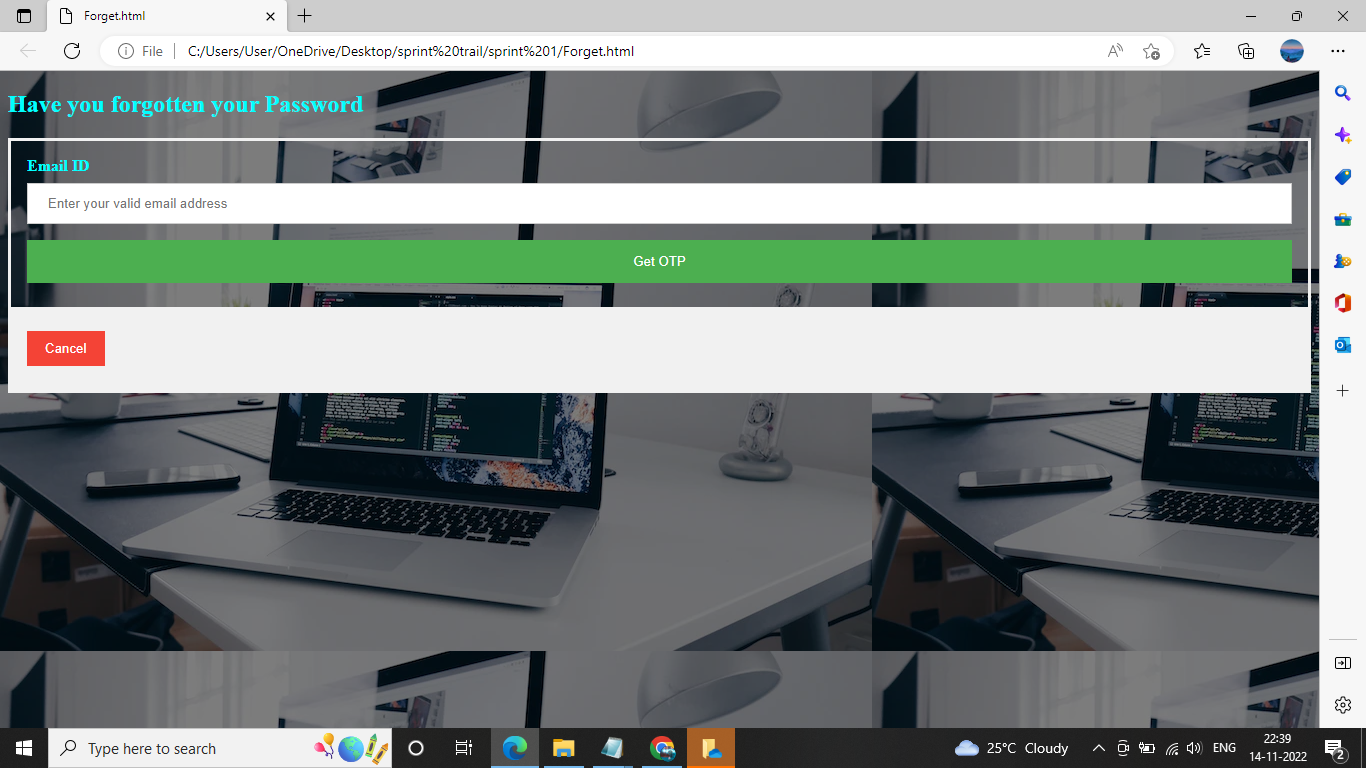 Forget.html
File
C:/Users/User/OneDrive/Desktop/sprint%20trail/sprint%201/Forget.html
Have you forgotten your Password
Email ID
Enter your valid email address
Get OTP
Cancel
Type here to search
25°C Cloudy
ENG
22:39
14-11-2022
2